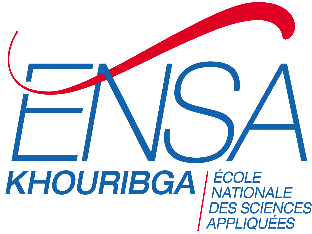 ENSA
KHOURIBGA
ÉCOLE
NATIONALE
DES SCIENCES
APPLIQUÉES